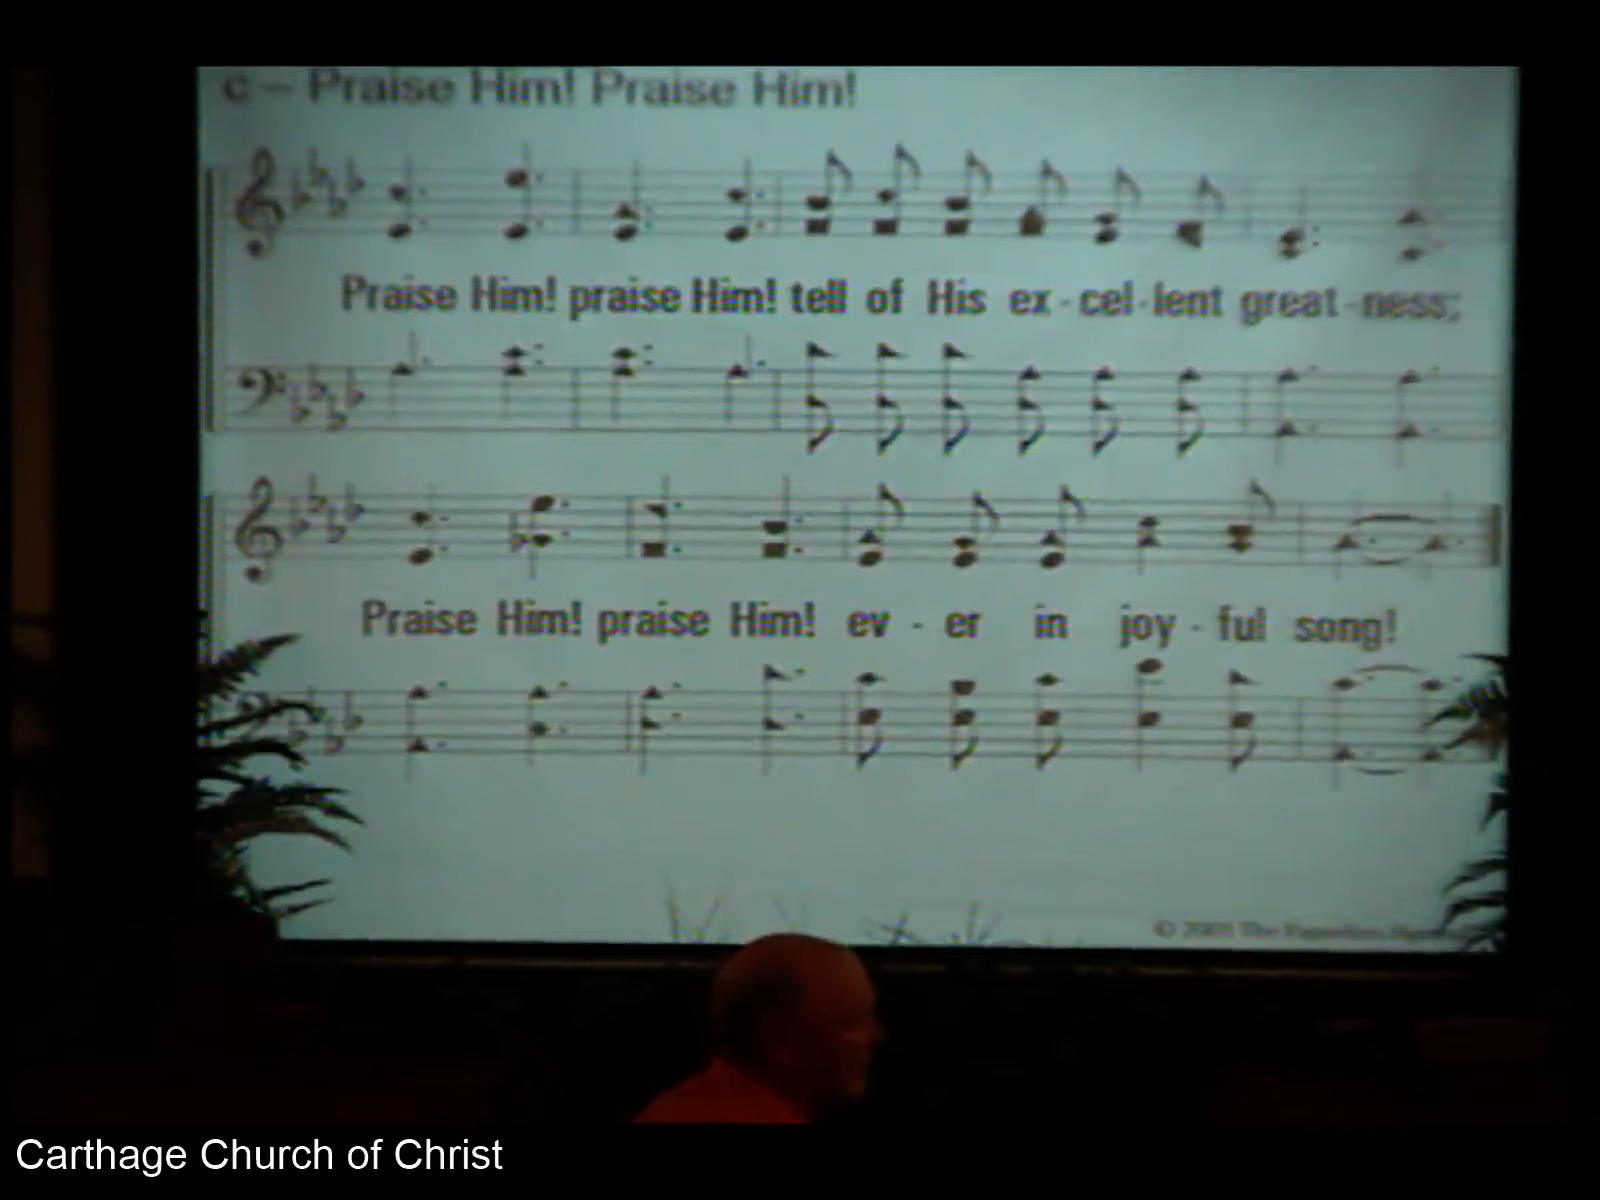 c – Praise Him! Praise Him!
Praise Him! praise Him! tell of His ex - cel - lent great - ness;
Praise Him! praise Him! ev - er in joy - ful song!
© The
Carthage Church of Christ